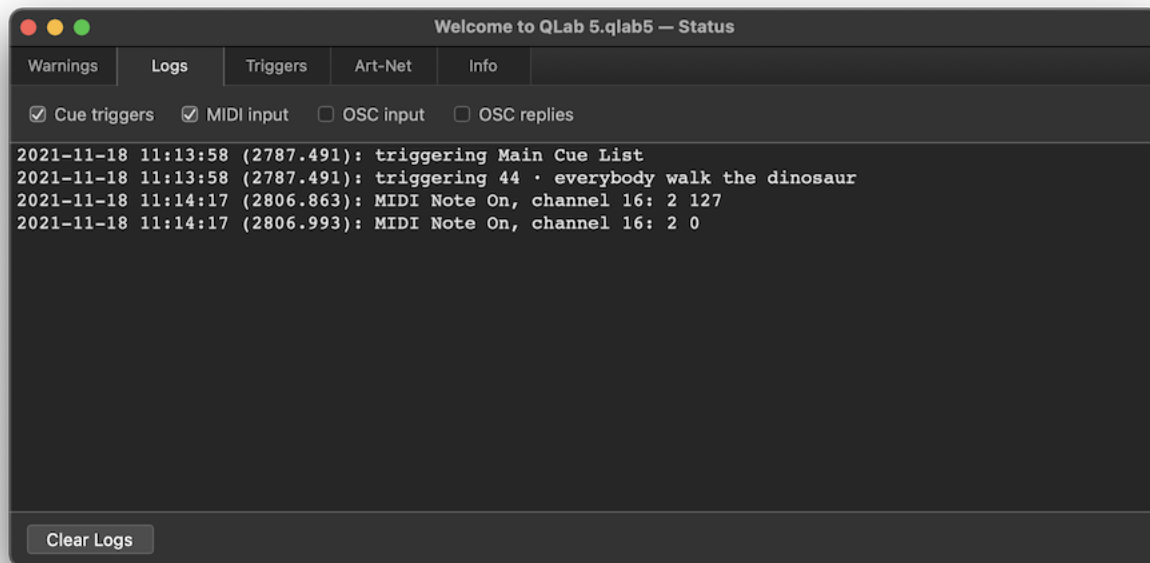 Welcome to QLab 5.qlab5 — Status
Warnings Logs Triggers Art-Net Info
Cue triggers MIDI input OSC input OSC replies
2021-11-18 11:13:58 (2787.491): triggering Main Cue List
2021-11-18 11:13:58 (2787.491): triggering 44 · everybody walk the dinosaur
2021-11-18 11:14:17 (2806.863): MIDI Note On, channel 16: 2 127
2021-11-18 11:14:17 (2806.993): MIDI Note On, channel 16: 2 0
Clear Logs